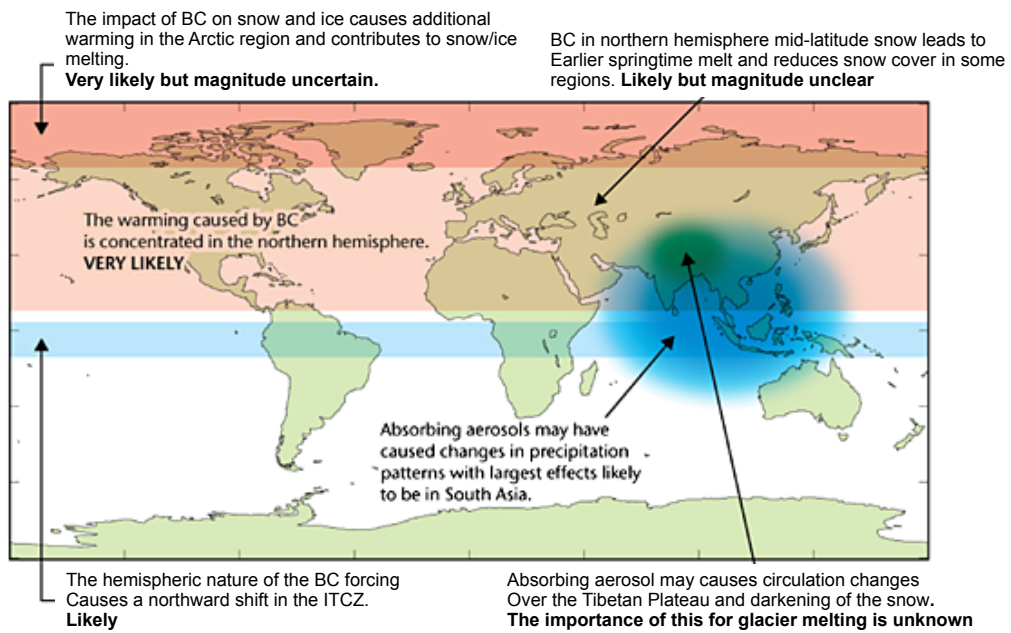 The impact of BC on snow and ice causes additional
warming in the Arctic region and contributes to snow/ice
melting.
Very likely but magnitude uncertain.
BC in northern hemisphere mid-latitude snow leads to
Earlier springtime melt and reduces snow cover in some
regions. Likely but magnitude unclear
The warming caused by BC
is concentrated in the northern hemisphere.
VERY LIKELY
Absorbing aerosols may have
caused changes in precipitation
patterns with largest effects likely
to be in South Asia.
The hemispheric nature of the BC forcing
Causes a northward shift in the ITCZ.
Likely
Absorbing aerosol may causes circulation changes
Over the Tibetan Plateau and darkening of the snow.
The importance of this for glacier melting is unknown